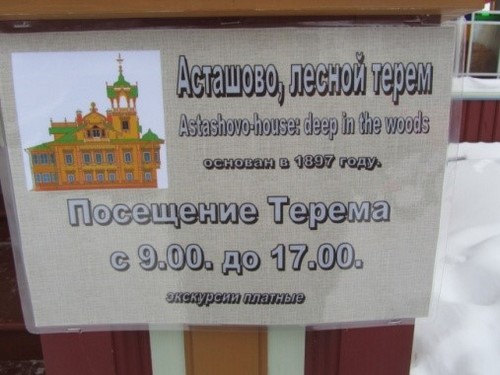 Асташово, лесной терем
Astashovo-house: deep in the woods
основан в 1897 году.
Посещение Терема
с 9.00. до 17.00.
экскурсии платные